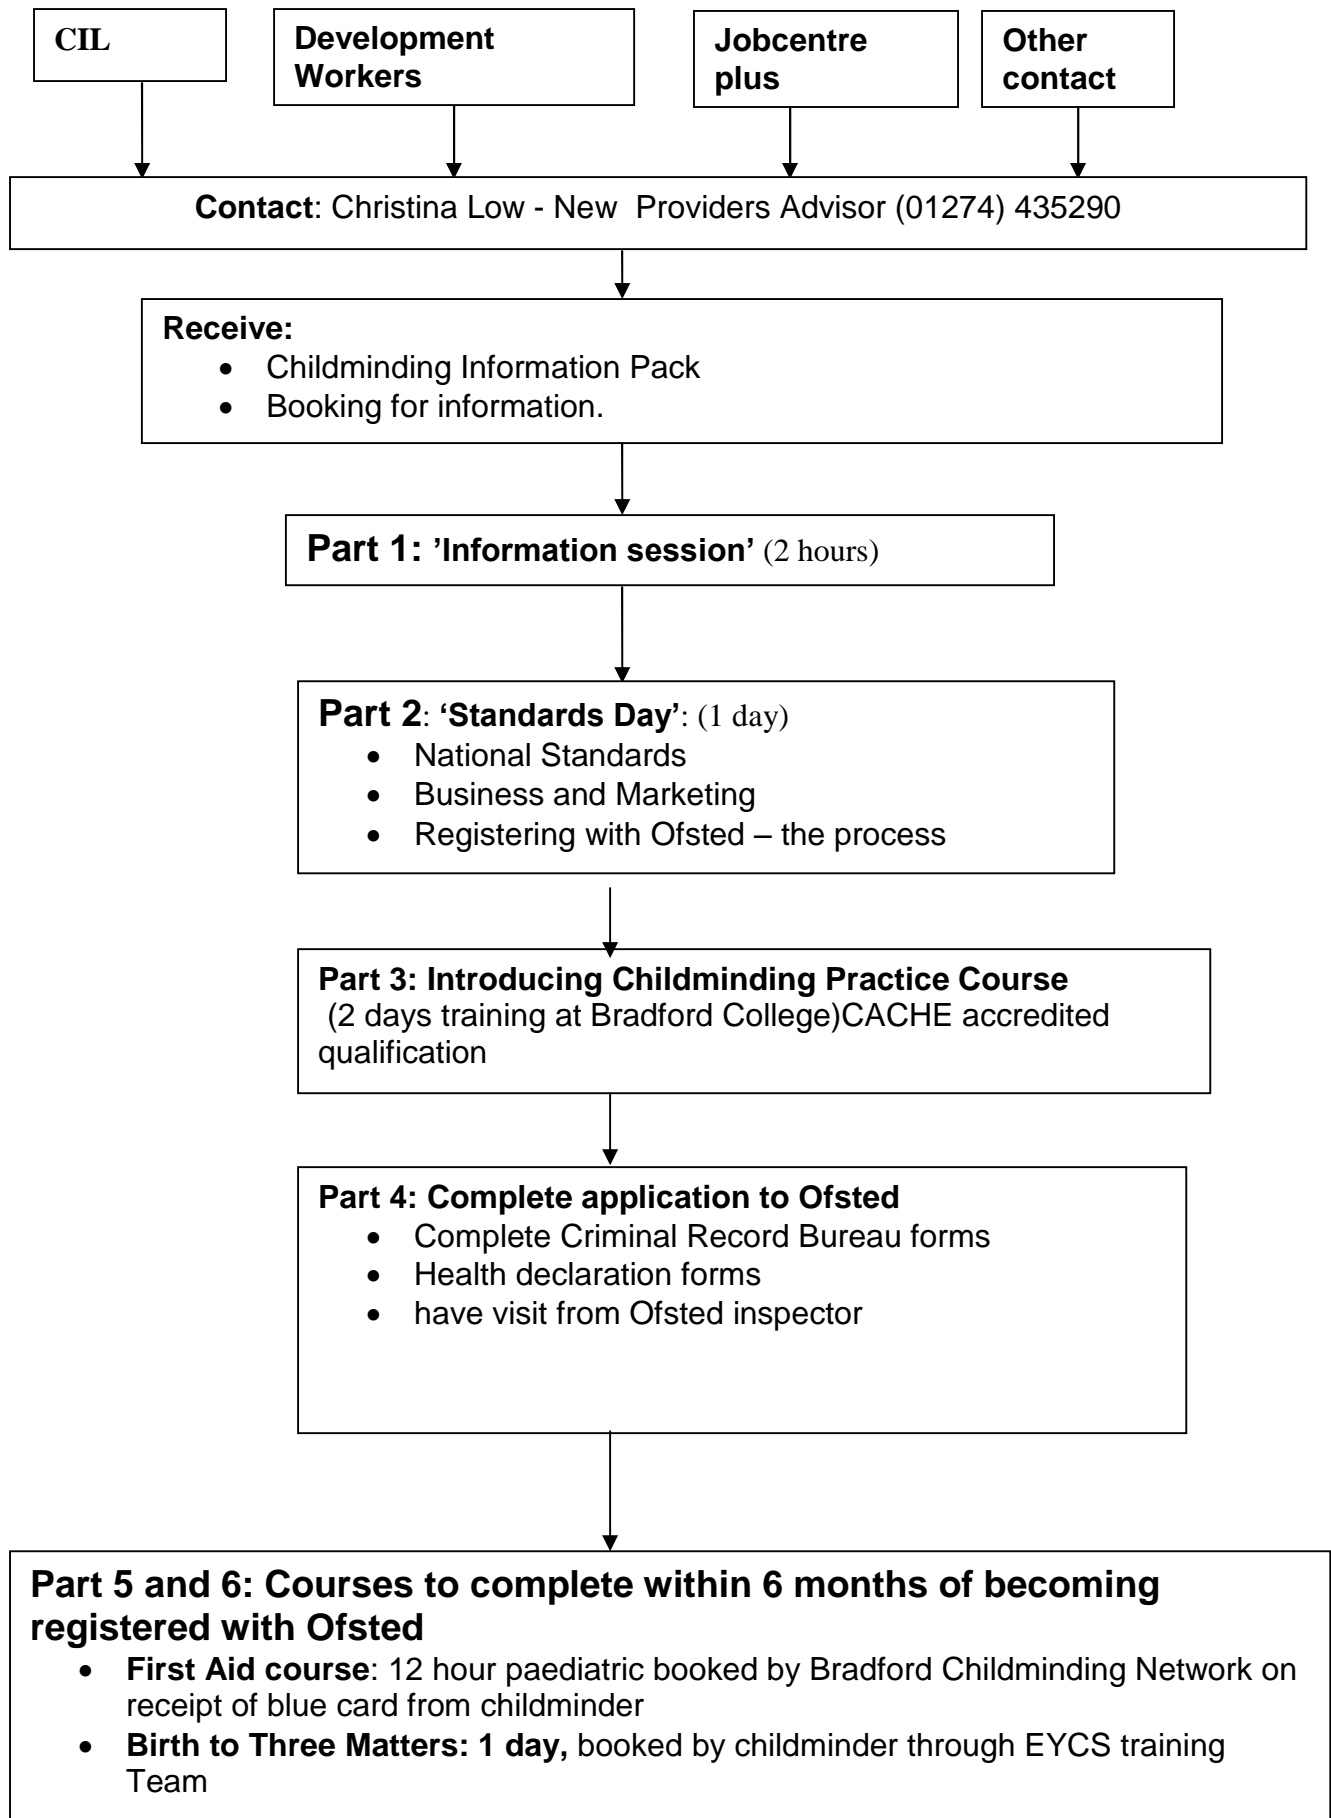 CIL
Development
Workers
Jobcentre
plus
Other
contact
Contact: Christina Low - New Providers Advisor (01274) 435290
Receive:
• Childminding Information Pack
• Booking for information.
Part 1: ’Information session’ (2 hours)
Part 2: ‘Standards Day’: (1 day)
• National Standards
• Business and Marketing
• Registering with Ofsted – the process
Part 3: Introducing Childminding Practice Course
(2 days training at Bradford College)CACHE accredited
qualification
Part 4: Complete application to Ofsted
• Complete Criminal Record Bureau forms
• Health declaration forms
• have visit from Ofsted inspector
Part 5 and 6: Courses to complete within 6 months of becoming
registered with Ofsted
• First Aid course: 12 hour paediatric booked by Bradford Childminding Network on
receipt of blue card from childminder
• Birth to Three Matters: 1 day, booked by childminder through EYCS training
Team